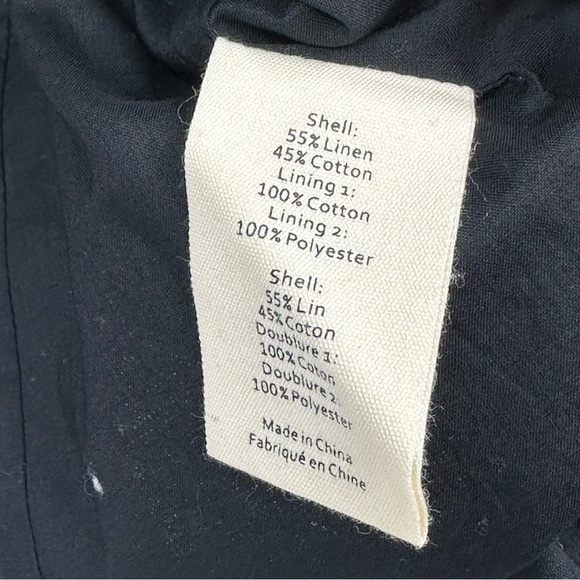 Shell:
55% Linen
45% Cotton
Lining 1:
100% Cotton
Lining 2:
100% Polyester
Shell:
55% Lin
45% Coton
Doublure 1:
100% Coton
Doublure 2:
100% Polyester
Made in China
Fabriqué en Chine